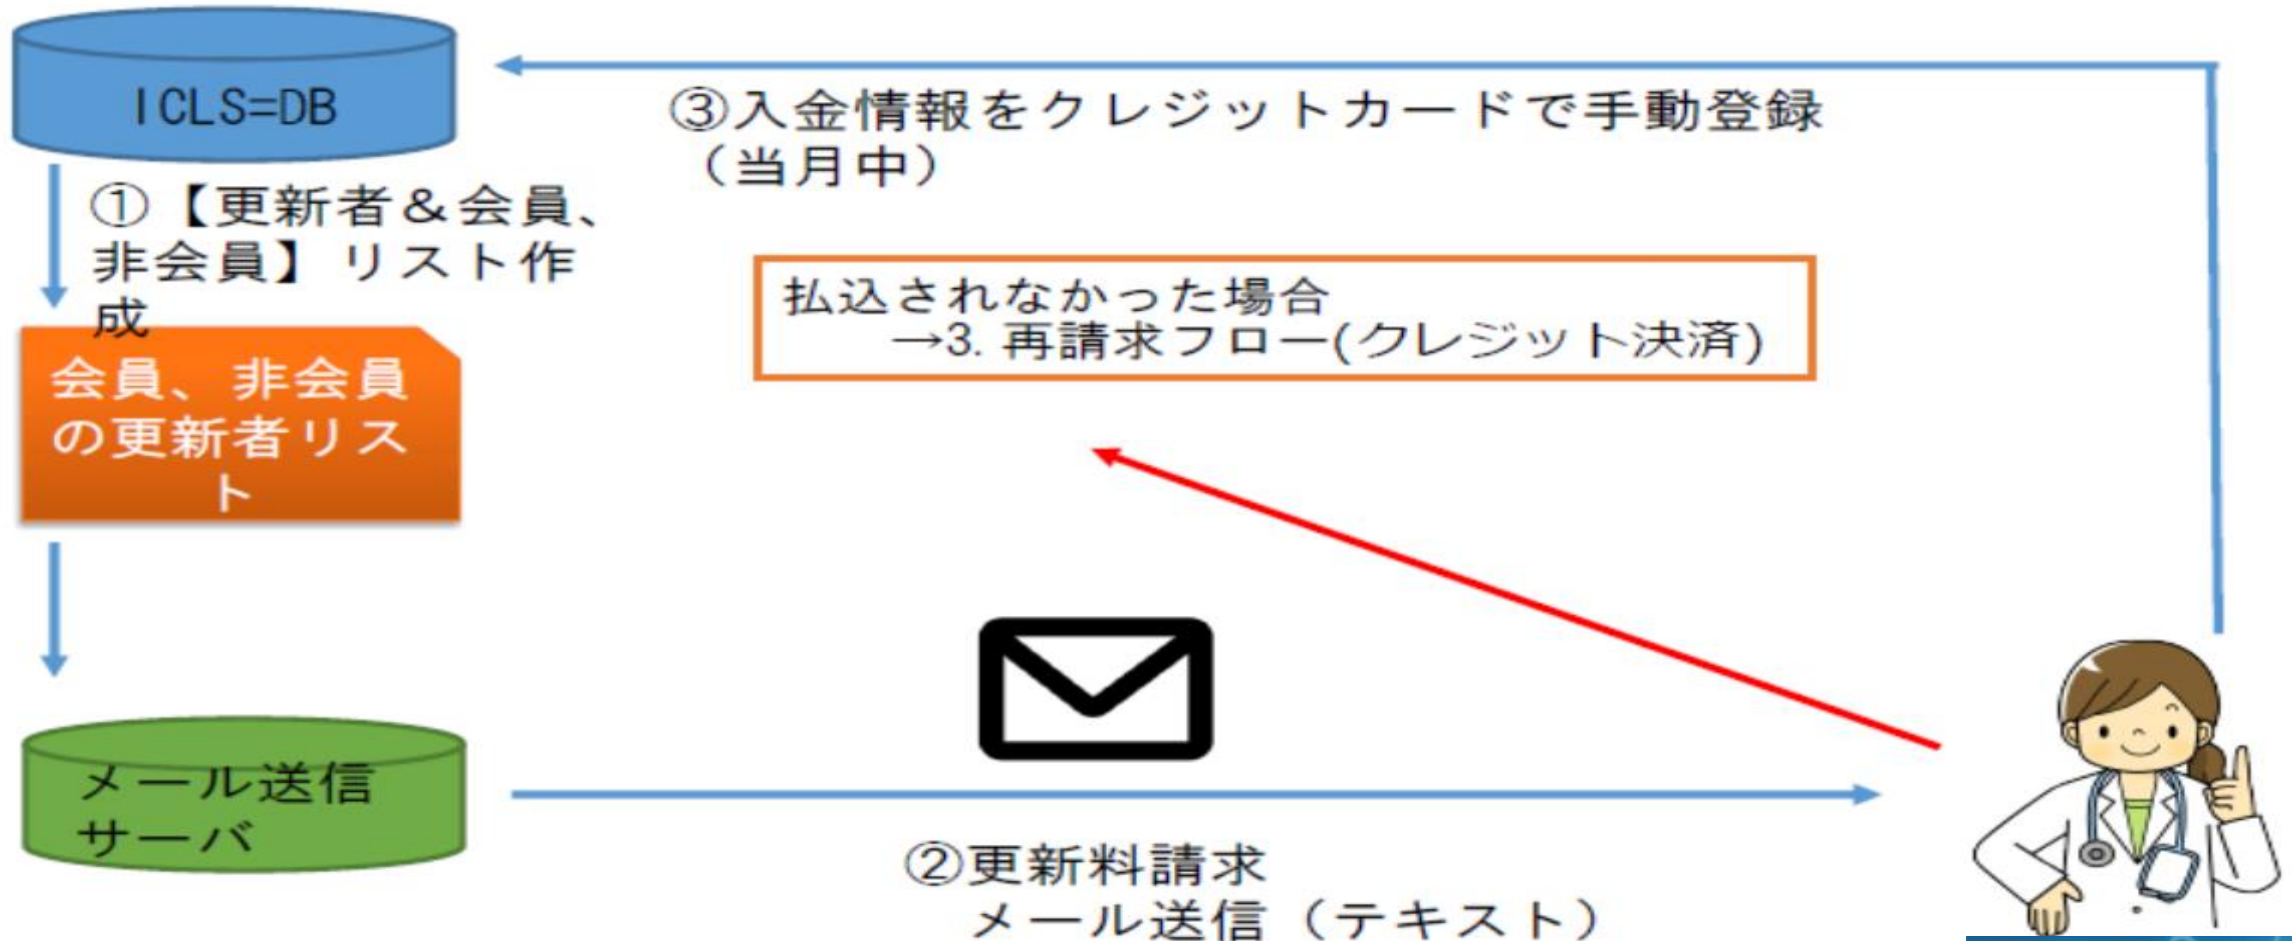 ICLS=DB
③入金情報をクレジットカードで手動登録
（当月中）
①【更新者＆会員、
非会員】リスト作
成
払込されなかった場合
→3. 再請求フロー(クレジット決済)
会員、非会員
の更新者リス
ト
メール送信
サーバ
②更新料請求
メール送信（テキスト）